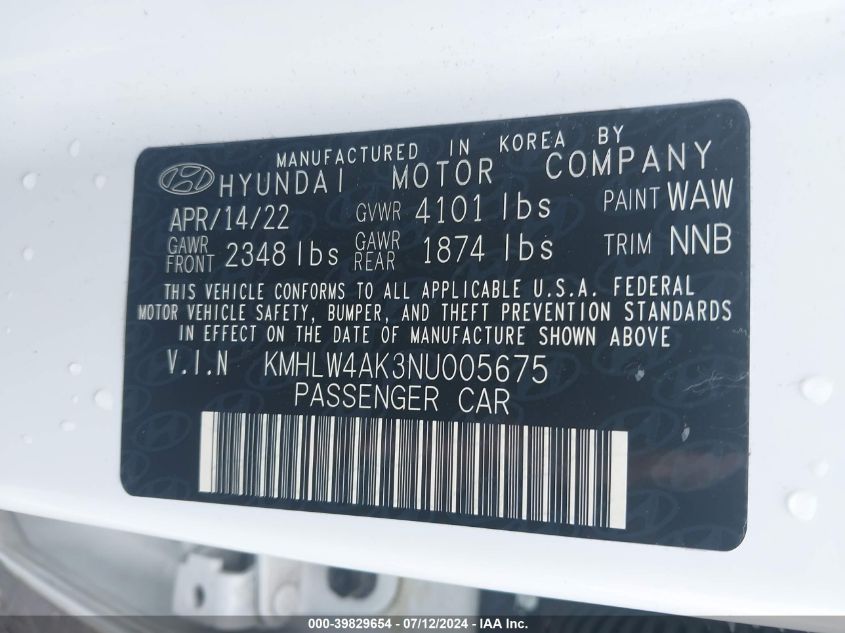 MANUFACTURED IN KOREA BY
HYUNDAI MOTOR COMPANY
APR/14/22 GVWR 4101 lbs PAINT WAW
GAWR FRONT 2348 lbs GAWR REAR 1874 lbs TRIM NNB
THIS VEHICLE CONFORMS TO ALL APPLICABLE U.S.A. FEDERAL
MOTOR VEHICLE SAFETY, BUMPER, AND THEFT PREVENTION STANDARDS
IN EFFECT ON THE DATE OF MANUFACTURE SHOWN ABOVE
V.I.N KMHLW4AK3NU005675
PASSENGER CAR
000-39829654 - 07/12/2024 - IAA Inc.